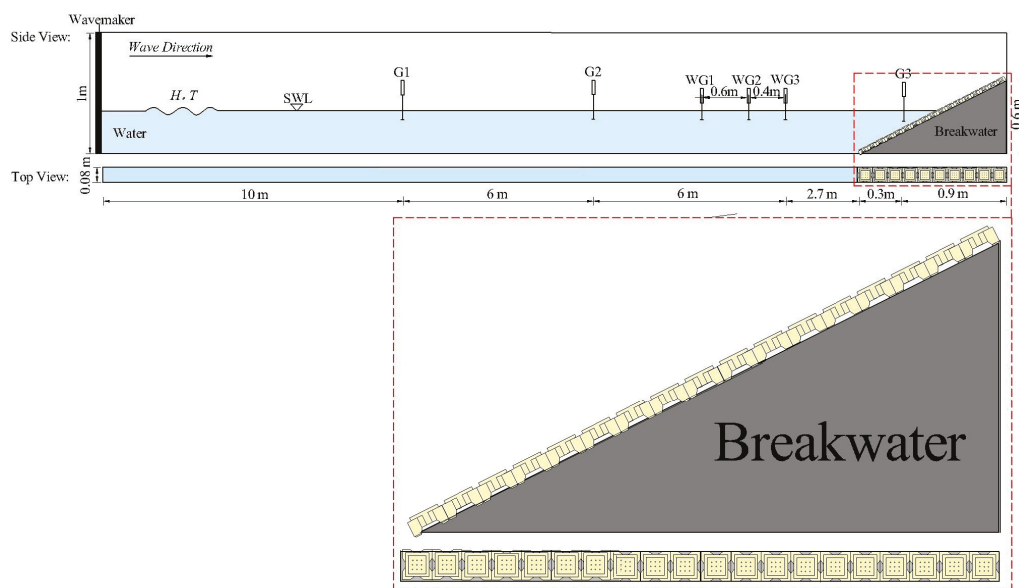 Wavemaker
Side View:
Wave Direction
G1
G2
WG1
WG2
WG3
G3
0.6m
0.4m
H, T
SWL
1m
Water
Breakwater
0.6m
Top View:
0.08 m
10 m
6 m
6 m
2.7 m
0.3m
0.9 m
Breakwater